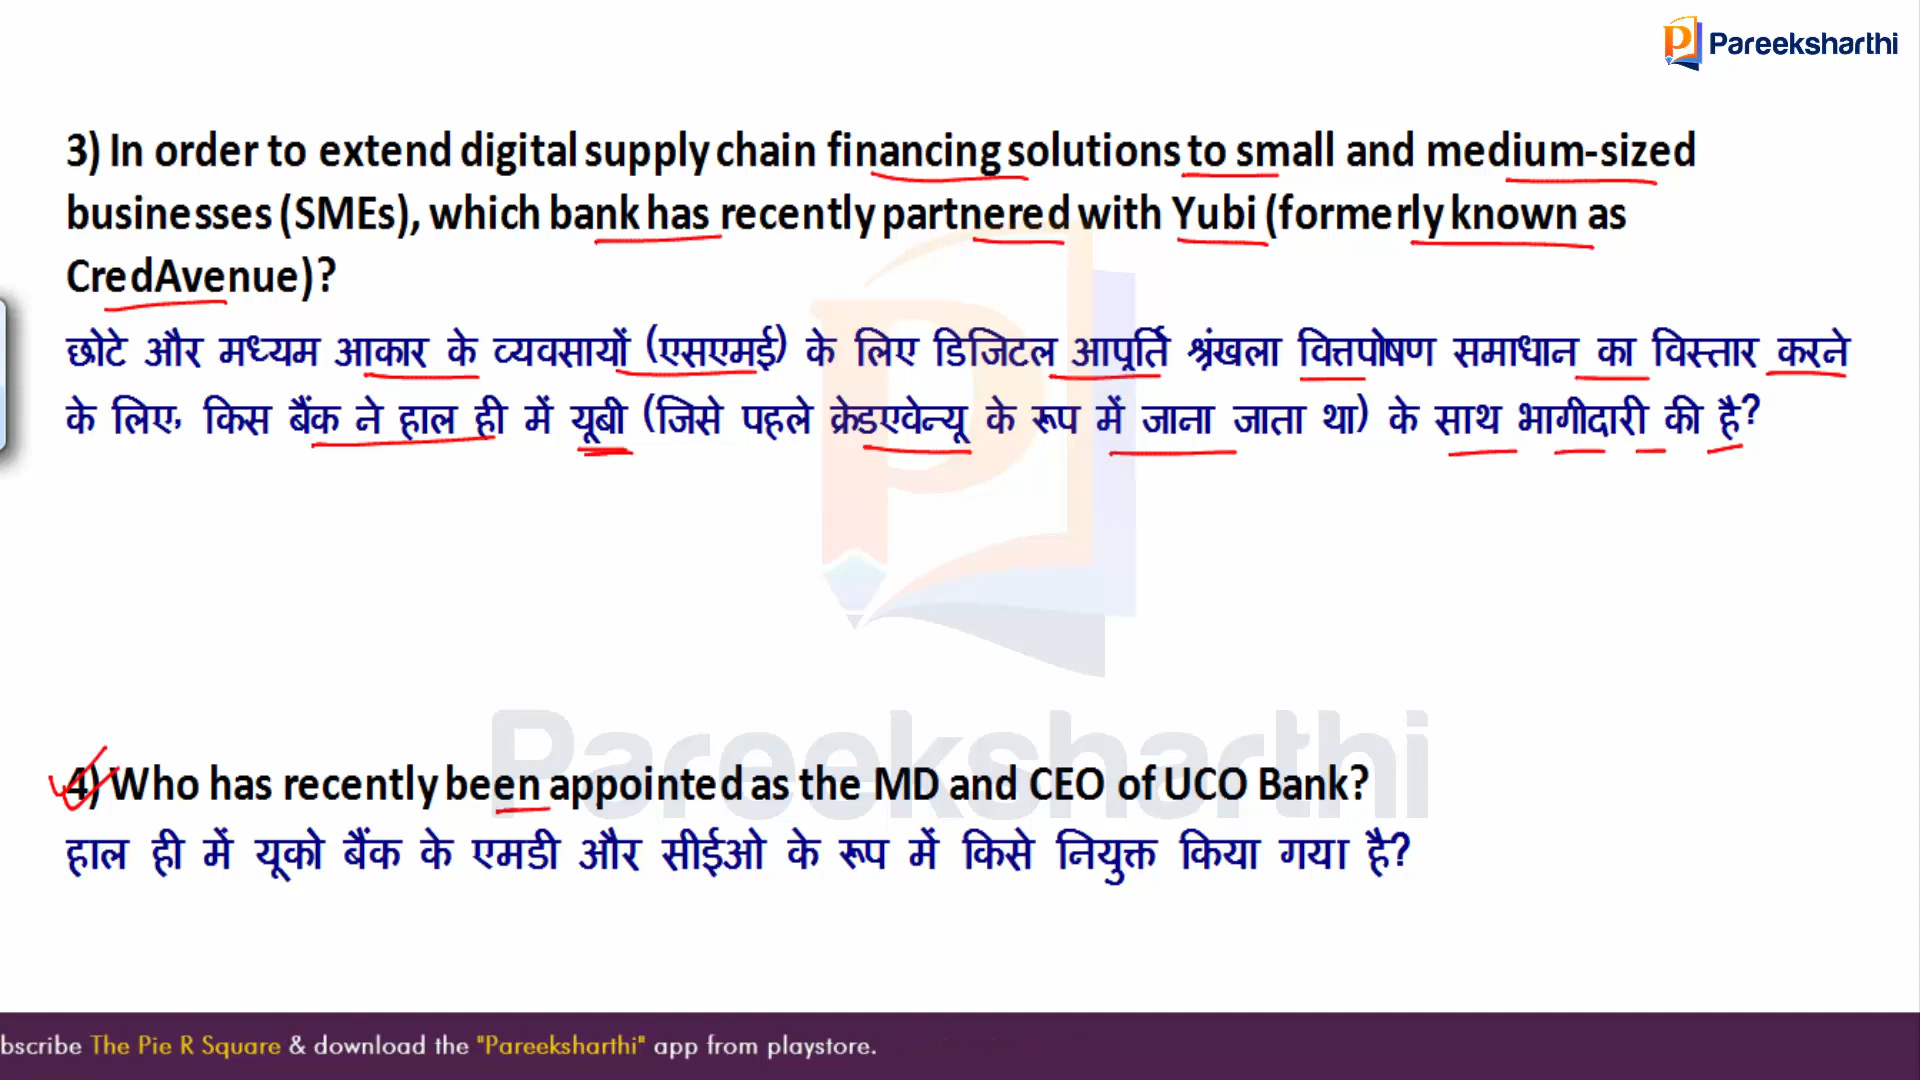 Pareeksharthi
3) In order to extend digital supply chain financing solutions to small and medium-sized
businesses (SMEs), which bank has recently partnered with Yubi (formerly known as
CredAvenue)?
छोटे और मध्यम आकार के व्यवसायों (एसएमई) के लिए डिजिटल आपूर्ति श्रृंखला वित्तपोषण समाधान का विस्तार करने
के लिए, किस बैंक ने हाल ही में यूबी (जिसे पहले क्रेडएवेन्यू के रूप में जाना जाता था) के साथ भागीदारी की है?
Pareeksharthi
4) Who has recently been appointed as the MD and CEO of UCO Bank?
हाल ही में यूको बैंक के एमडी और सीईओ के रूप में किसे नियुक्त किया गया है?
bscribe The Pie R Square & download the "Pareeksharthi" app from playstore.